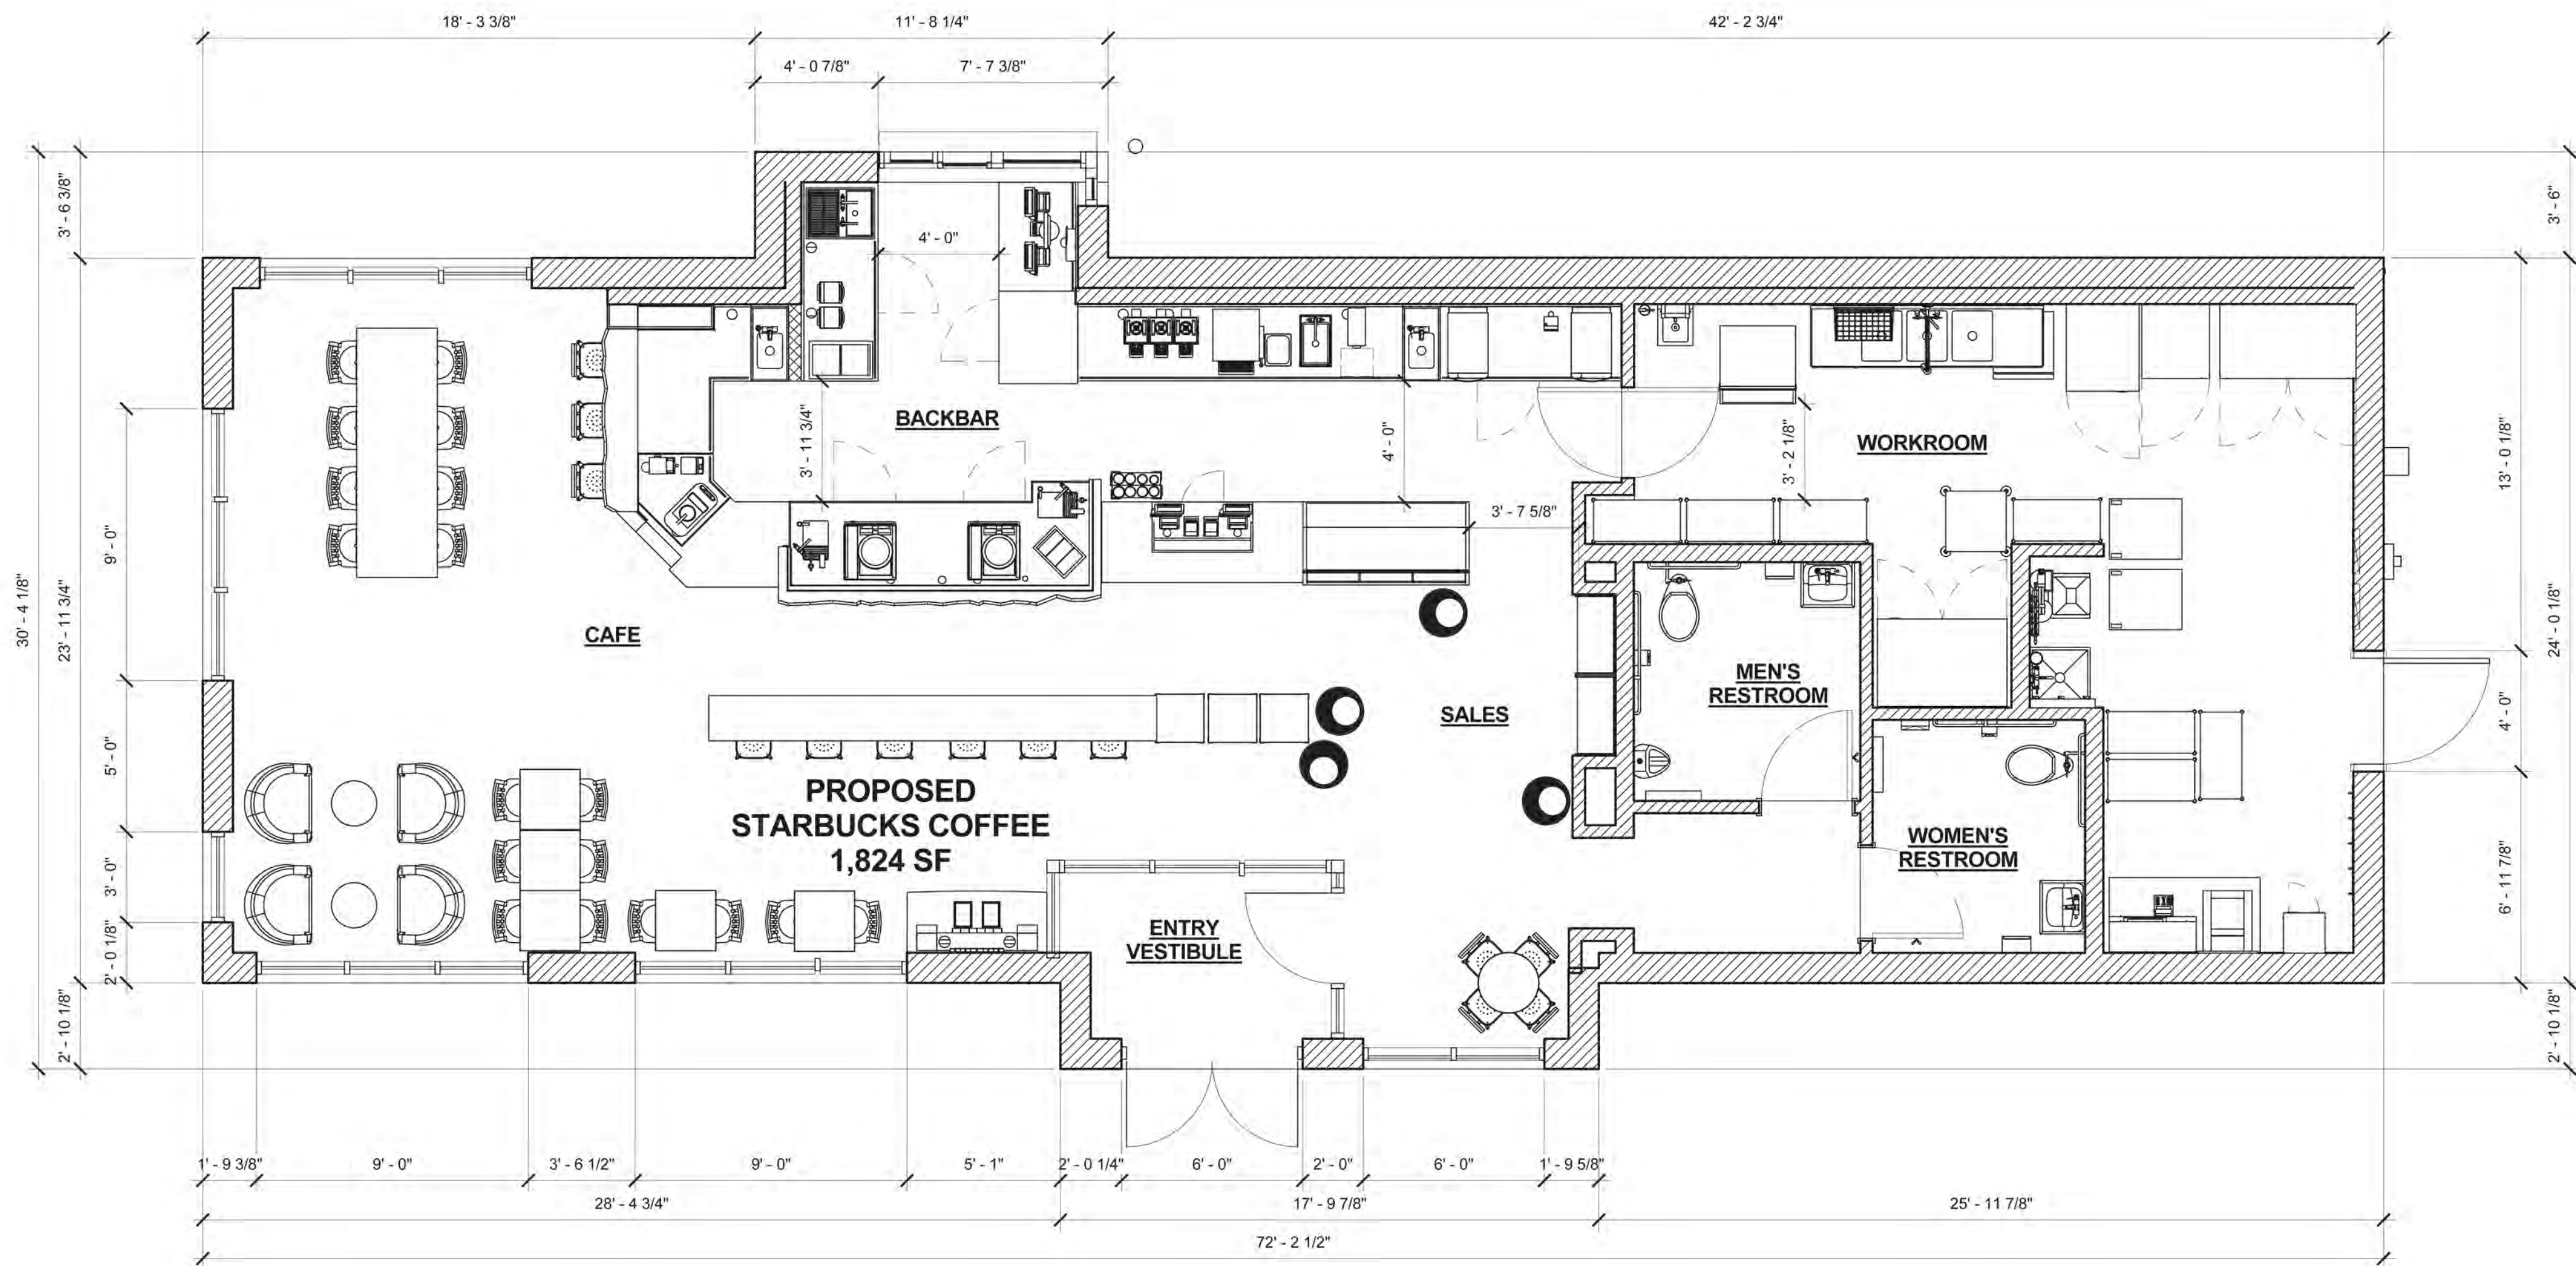 18' - 3 3/8"
11' - 8 1/4"
42' - 2 3/4"
4' - 0 7/8"
7' - 7 3/8"
3' - 6 3/8"
3' - 6"
4' - 0"
BACKBAR
3' - 11 3/4"
4' - 0"
WORKROOM
3' - 2 1/8"
13' - 0 1/8"
3' - 7 5/8"
9' - 0"
30' - 4 1/8"
23' - 11 3/4"
24' - 0 1/8"
CAFE
MEN'S
RESTROOM
SALES
5' - 0"
4' - 0"
PROPOSED
STARBUCKS COFFEE
1,824 SF
WOMEN'S
RESTROOM
3' - 0"
6' - 11 7/8"
ENTRY
VESTIBULE
2' - 0 1/8"
2' - 10 1/8"
2' - 10 1/8"
1' - 9 3/8"
9' - 0"
3' - 6 1/2"
9' - 0"
5' - 1"
2' - 0 1/4"
6' - 0"
2' - 0"
6' - 0"
1' - 9 5/8"
28' - 4 3/4"
17' - 9 7/8"
25' - 11 7/8"
72' - 2 1/2"